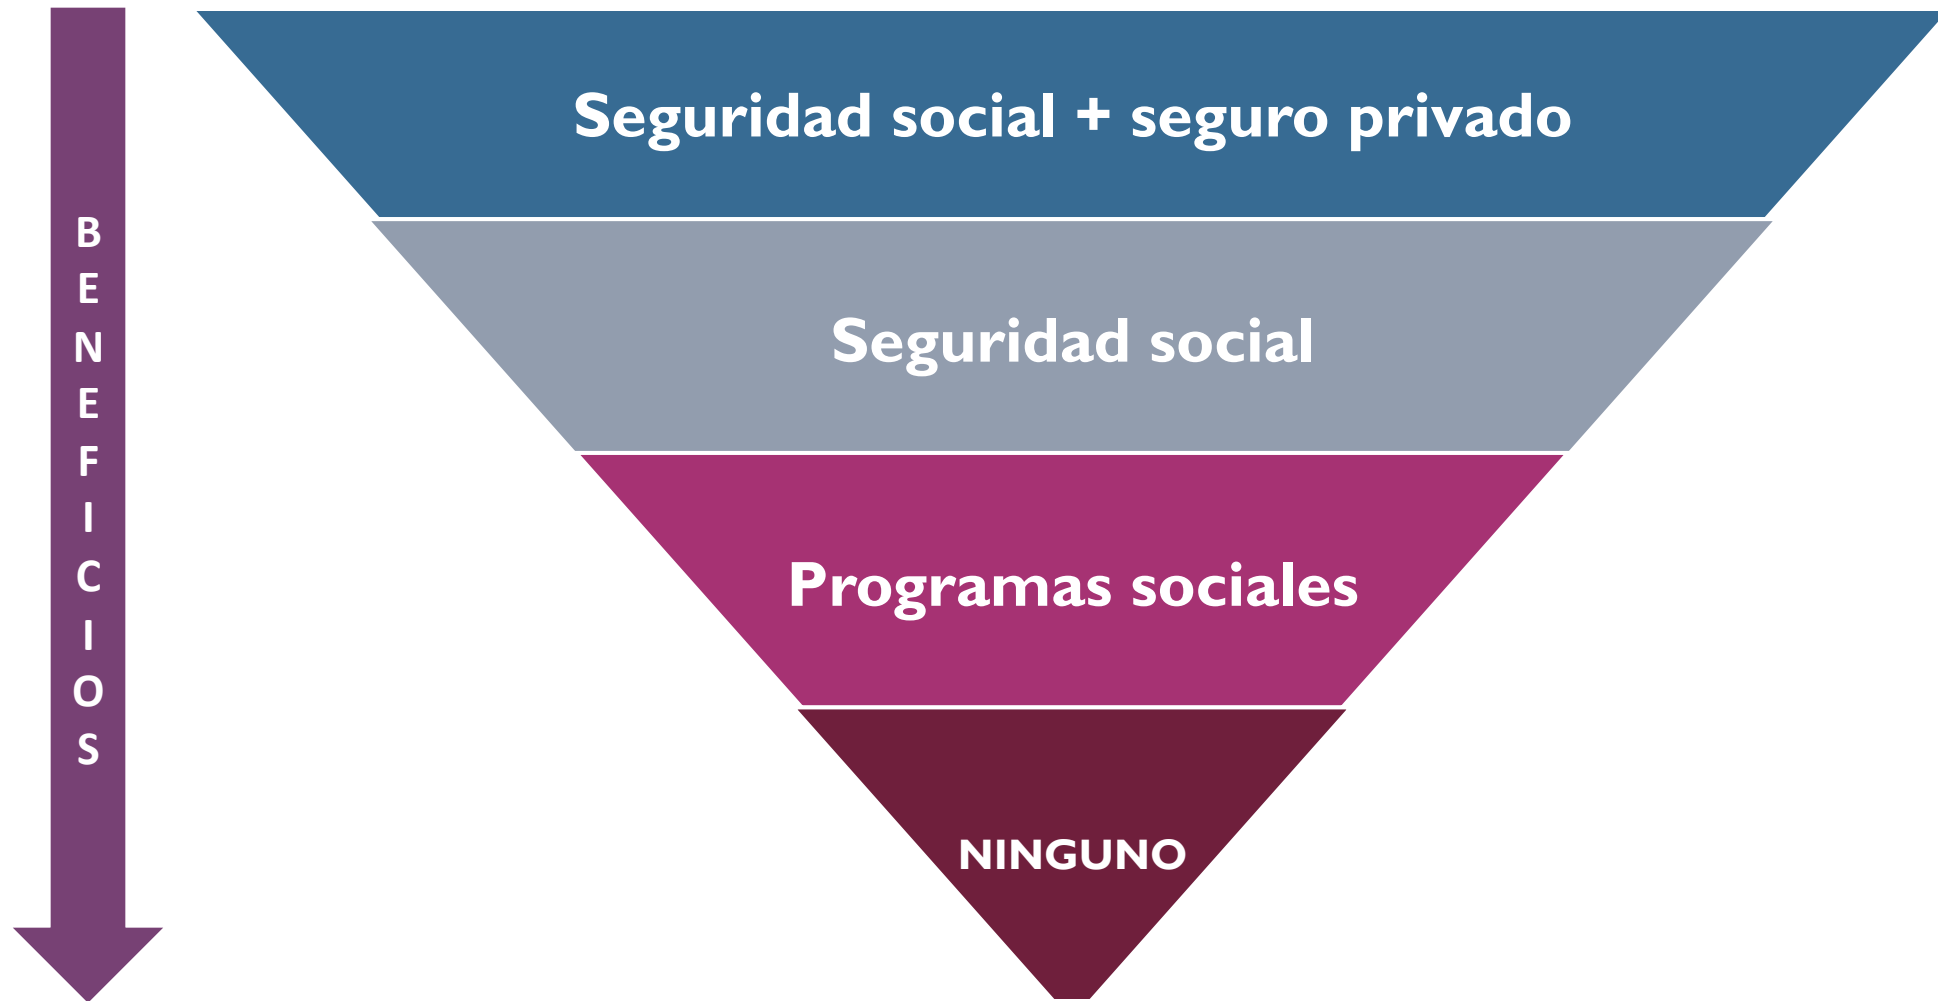 BENEFICIOS
Seguridad social + seguro privado
Seguridad social
Programas sociales
NINGUNO